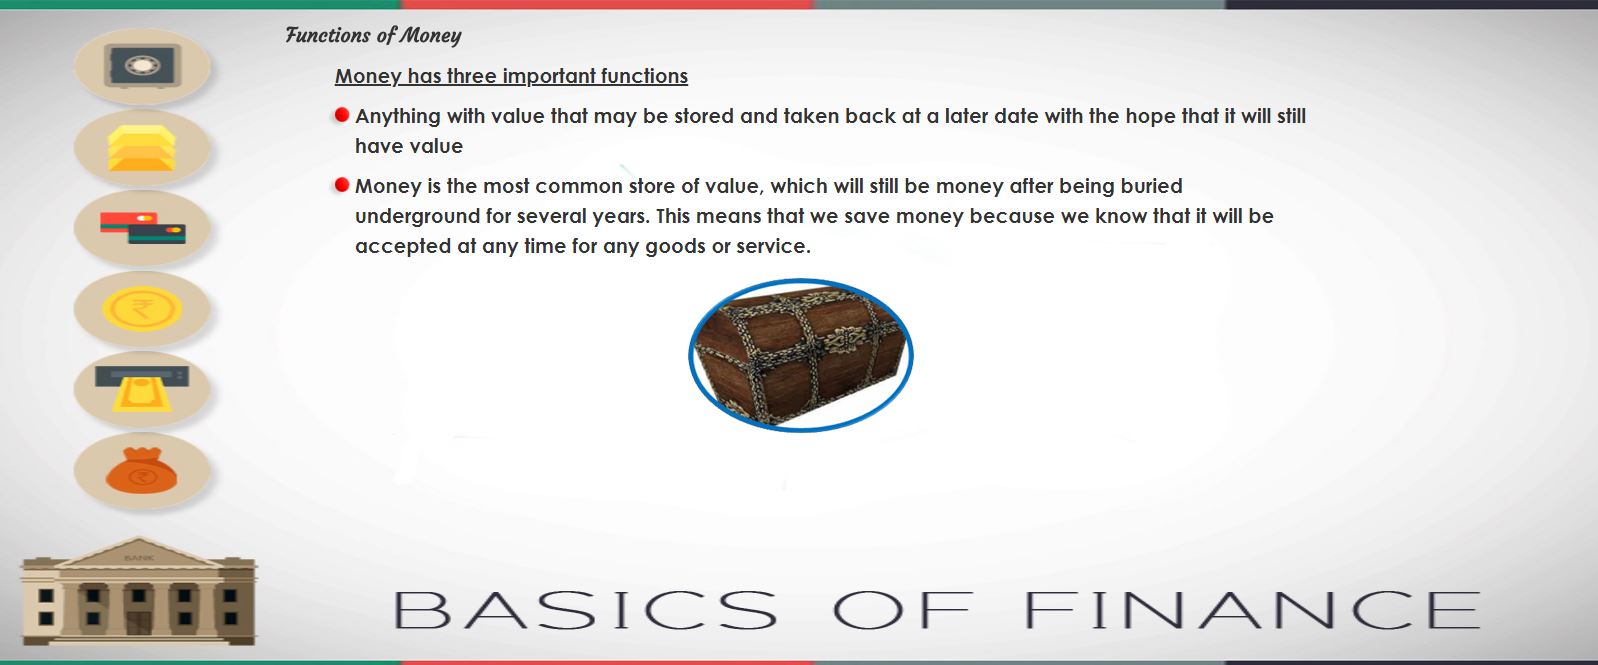 Functions of Money
Money has three important functions
Anything with value that may be stored and taken back at a later date with the hope that it will still
have value
Money is the most common store of value, which will still be money after being buried
underground for several years. This means that we save money because we know that it will be
accepted at any time for any goods or service.
₹
₹
BANK
BASICS OF FINANCE